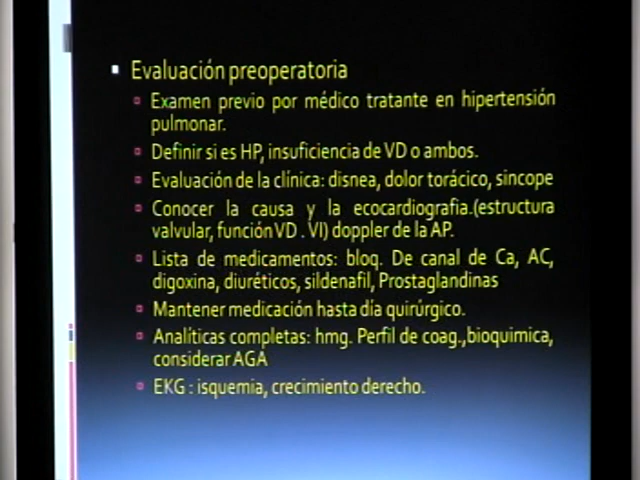 Evaluación preoperatoria
Examen previo por médico tratante en hipertensión
pulmonar.
Definir si es HP, insuficiencia de VD o ambos.
Evaluación de la clínica: disnea, dolor torácico, sincope
Conocer la causa y la ecocardiografia.(estructura
valvular, función VD . VI) doppler de la AP.
Lista de medicamentos: bloq. De canal de Ca, AC,
digoxina, diuréticos, sildenafil, Prostaglandinas
Mantener medicación hasta día quirúrgico.
Analíticas completas: hmg. Perfil de coag.,bioquimica,
considerar AGA
EKG : isquemia, crecimiento derecho.